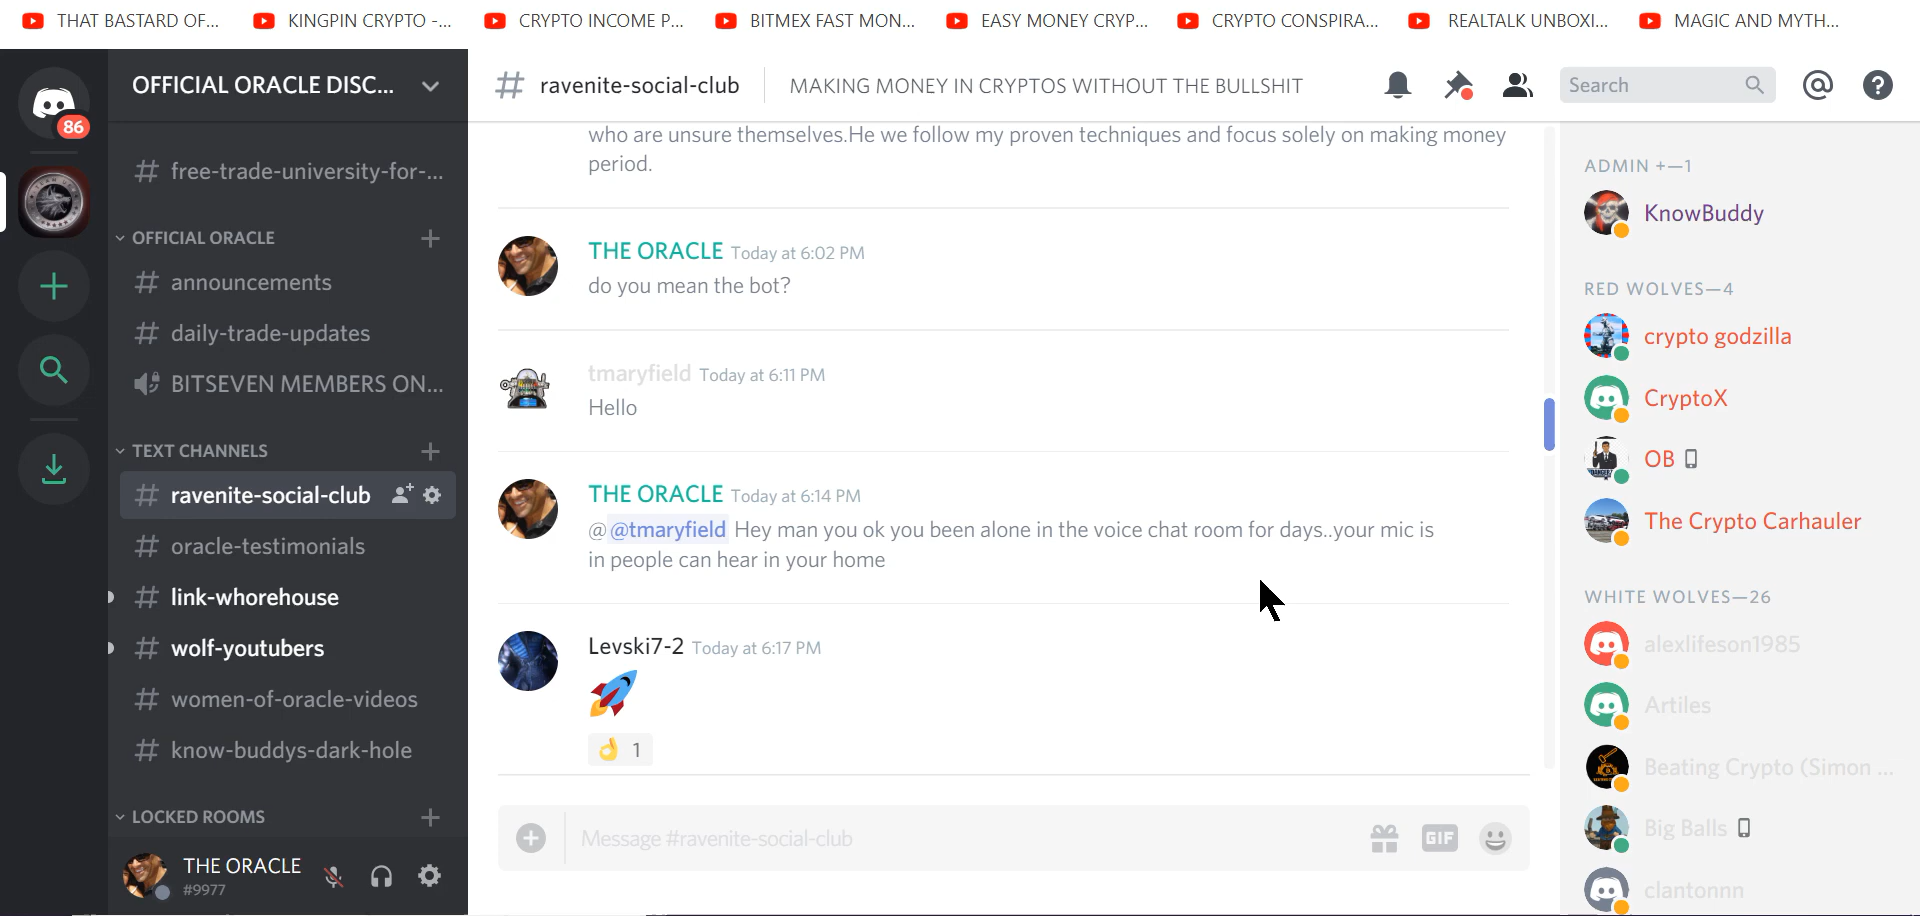 THAT BASTARD OF...
KINGPIN CRYPTO -...
CRYPTO INCOME P...
BITMEX FAST MON...
EASY MONEY CRYP...
CRYPTO CONSPIRA...
REALTALK UNBOXI...
MAGIC AND MYTH...
86
OFFICIAL ORACLE DISC...
# free-trade-university-for-...
OFFICIAL ORACLE
# announcements
# daily-trade-updates
BITSEVEN MEMBERS ON...
TEXT CHANNELS
# ravenite-social-club
# oracle-testimonials
# link-whorehouse
# wolf-youtubers
# women-of-oracle-videos
# know-buddys-dark-hole
LOCKED ROOMS
THE ORACLE
#9977
# ravenite-social-club
MAKING MONEY IN CRYPTOS WITHOUT THE BULLSHIT
Search
who are unsure themselves.He we follow my proven techniques and focus solely on making money
period.
THE ORACLE Today at 6:02 PM
do you mean the bot?
tmaryfield Today at 6:11 PM
Hello
THE ORACLE Today at 6:14 PM
@@tmaryfield Hey man you ok you been alone in the voice chat room for days..your mic is
in people can hear in your home
Levski7-2 Today at 6:17 PM
1
Message #ravenite-social-club
GIF
ADMIN +—1
KnowBuddy
RED WOLVES—4
crypto godzilla
CryptoX
OB
The Crypto Carhauler
WHITE WOLVES—26
alexlifeson1985
Artiles
Beating Crypto (Simon ...
Big Balls
clantonnn